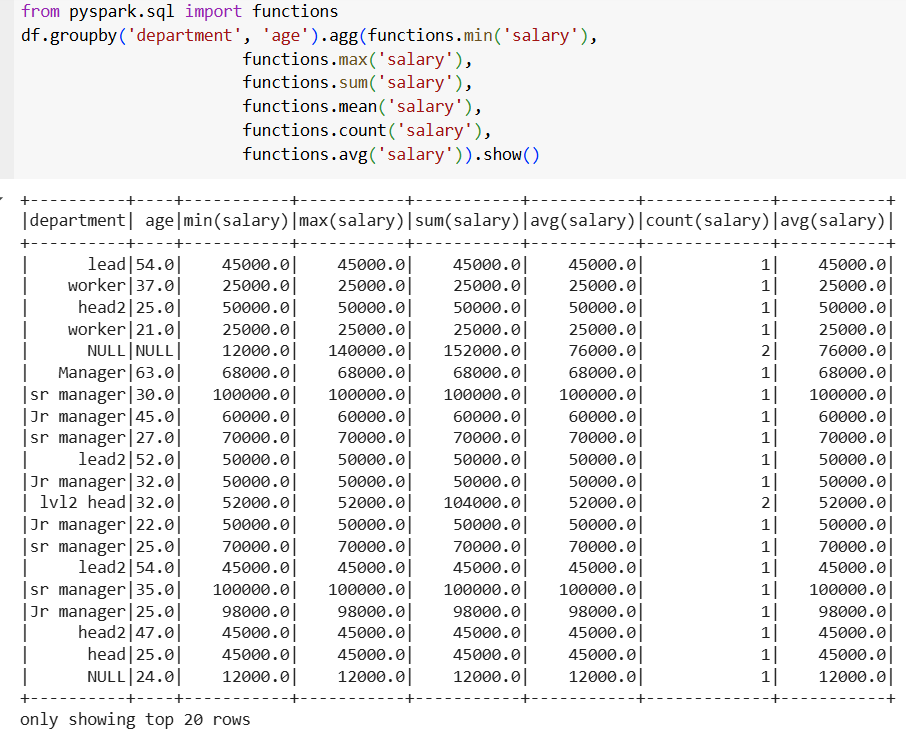 from pyspark.sql import functions
df.groupby('department', 'age').agg(functions.min('salary'),
                        functions.max('salary'),
                        functions.sum('salary'),
                        functions.mean('salary'),
                        functions.count('salary'),
                        functions.avg('salary')).show()
+----------+----+-----------+-----------+-----------+-----------+-------------+-----------+
|department| age|min(salary)|max(salary)|sum(salary)|avg(salary)|count(salary)|avg(salary)|
+----------+----+-----------+-----------+-----------+-----------+-------------+-----------+
|      lead|54.0|    45000.0|    45000.0|    45000.0|    45000.0|            1|    45000.0|
|    worker|37.0|    25000.0|    25000.0|    25000.0|    25000.0|            1|    25000.0|
|     head2|25.0|    50000.0|    50000.0|    50000.0|    50000.0|            1|    50000.0|
|    worker|21.0|    25000.0|    25000.0|    25000.0|    25000.0|            1|    25000.0|
|      NULL|NULL|    12000.0|   140000.0|   152000.0|    76000.0|            2|    76000.0|
|   Manager|63.0|    68000.0|    68000.0|    68000.0|    68000.0|            1|    68000.0|
|sr manager|30.0|   100000.0|   100000.0|   100000.0|   100000.0|            1|   100000.0|
|Jr manager|45.0|    60000.0|    60000.0|    60000.0|    60000.0|            1|    60000.0|
|sr manager|27.0|    70000.0|    70000.0|    70000.0|    70000.0|            1|    70000.0|
|     lead2|52.0|    50000.0|    50000.0|    50000.0|    50000.0|            1|    50000.0|
|Jr manager|32.0|    50000.0|    50000.0|    50000.0|    50000.0|            1|    50000.0|
| lvl2 head|32.0|    52000.0|    52000.0|   104000.0|    52000.0|            2|    52000.0|
|Jr manager|22.0|    50000.0|    50000.0|    50000.0|    50000.0|            1|    50000.0|
|sr manager|25.0|    70000.0|    70000.0|    70000.0|    70000.0|            1|    70000.0|
|     lead2|54.0|    45000.0|    45000.0|    45000.0|    45000.0|            1|    45000.0|
|sr manager|35.0|   100000.0|   100000.0|   100000.0|   100000.0|            1|   100000.0|
|Jr manager|25.0|    98000.0|    98000.0|    98000.0|    98000.0|            1|    98000.0|
|     head2|47.0|    45000.0|    45000.0|    45000.0|    45000.0|            1|    45000.0|
|      head|25.0|    45000.0|    45000.0|    45000.0|    45000.0|            1|    45000.0|
|      NULL|24.0|    12000.0|    12000.0|    12000.0|    12000.0|            1|    12000.0|
+----------+----+-----------+-----------+-----------+-----------+-------------+-----------+
only showing top 20 rows